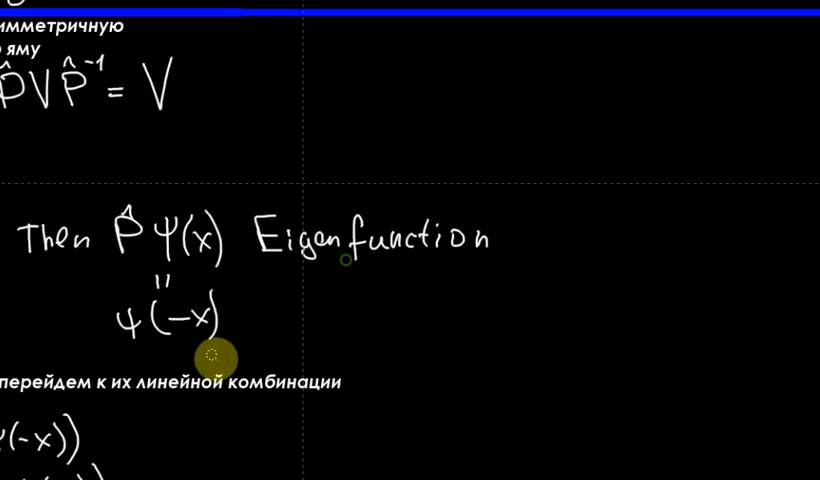 имметричную
яму
P̂VP̂⁻¹ = V
Then P̂ψ(x) Eigenfunction
"
ψ(-x)
перейдем к их линейной комбинации
(-x))